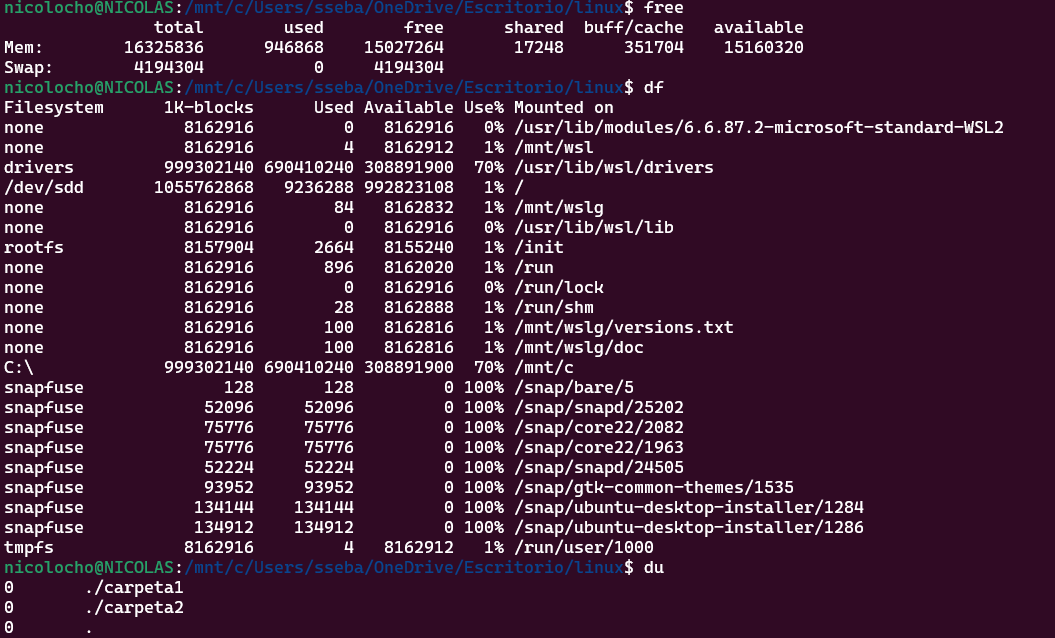 nicolocho@NICOLAS:/mnt/c/Users/sseba/OneDrive/Escritorio/linux$ free
               total        used        free      shared  buff/cache   available
Mem:        16325836      946868    15027264       17248      351704    15160320
Swap:        4194304           0     4194304
nicolocho@NICOLAS:/mnt/c/Users/sseba/OneDrive/Escritorio/linux$ df
Filesystem      1K-blocks      Used Available Use% Mounted on
none              8162916         0   8162916   0% /usr/lib/modules/6.6.87.2-microsoft-standard-WSL2
none              8162916         4   8162912   1% /mnt/wsl
drivers         999302140 690410240 308891900  70% /usr/lib/wsl/drivers
/dev/sdd       1055762868   9236288 992823108   1% /
none              8162916        84   8162832   1% /mnt/wslg
none              8162916         0   8162916   0% /usr/lib/wsl/lib
rootfs            8157904      2664   8155240   1% /init
none              8162916       896   8162020   1% /run
none              8162916         0   8162916   0% /run/lock
none              8162916        28   8162888   1% /run/shm
none              8162916       100   8162816   1% /mnt/wslg/versions.txt
none              8162916       100   8162816   1% /mnt/wslg/doc
C:\             999302140 690410240 308891900  70% /mnt/c
snapfuse              128       128         0 100% /snap/bare/5
snapfuse            52096     52096         0 100% /snap/snapd/25202
snapfuse            75776     75776         0 100% /snap/core22/2082
snapfuse            75776     75776         0 100% /snap/core22/1963
snapfuse            52224     52224         0 100% /snap/snapd/24505
snapfuse            93952     93952         0 100% /snap/gtk-common-themes/1535
snapfuse           134144    134144         0 100% /snap/ubuntu-desktop-installer/1284
snapfuse           134912    134912         0 100% /snap/ubuntu-desktop-installer/1286
tmpfs             8162916         4   8162912   1% /run/user/1000
nicolocho@NICOLAS:/mnt/c/Users/sseba/OneDrive/Escritorio/linux$ du
0       ./carpeta1
0       ./carpeta2
0       .